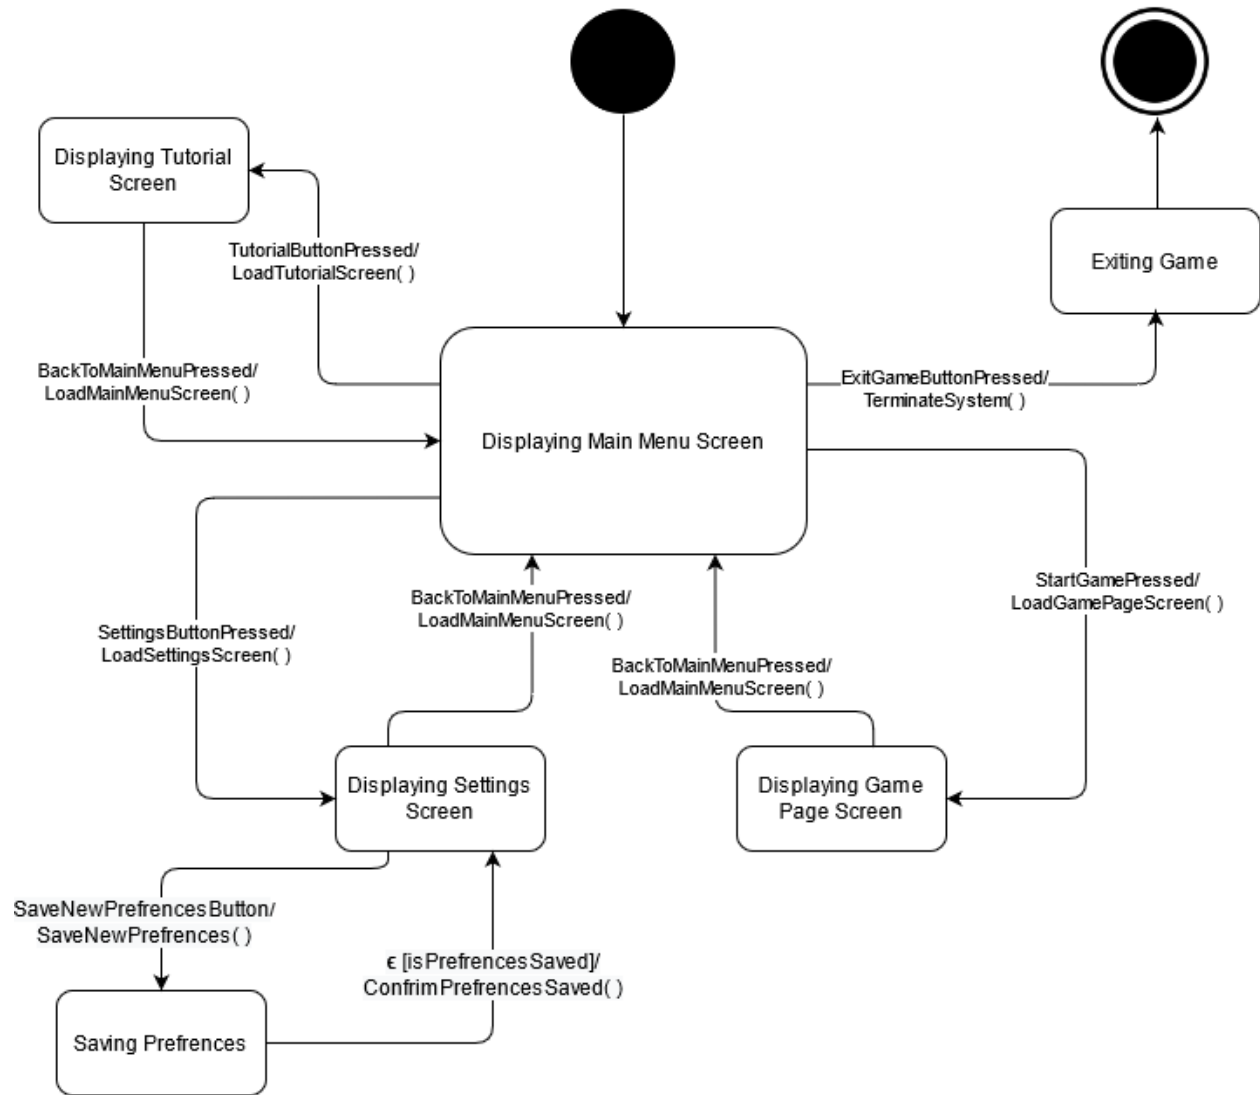 Displaying Tutorial
Screen
TutorialButtonPressed/
LoadTutorialScreen( )
Exiting Game
BackToMainMenuPressed/
LoadMainMenuScreen( )
ExitGameButtonPressed/
TerminateSystem( )
Displaying Main Menu Screen
StartGamePressed/
LoadGamePageScreen( )
BackToMainMenuPressed/
LoadMainMenuScreen( )
SettingsButtonPressed/
LoadSettingsScreen( )
BackToMainMenuPressed/
LoadMainMenuScreen( )
Displaying Settings
Screen
Displaying Game
Page Screen
SaveNewPrefrencesButton/
SaveNewPrefrences( )
ϵ [isPrefrencesSaved]/
ConfrimPrefrencesSaved( )
Saving Prefrences